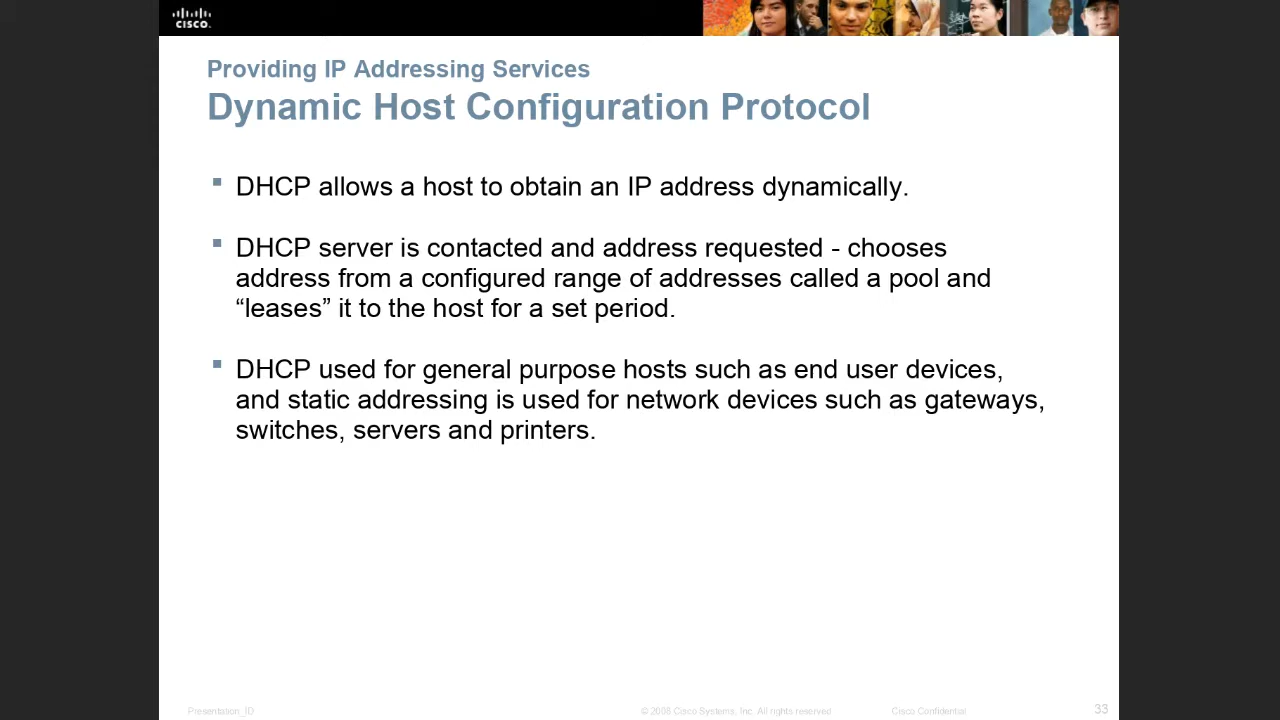 CISCO.
Providing IP Addressing Services
Dynamic Host Configuration Protocol
▪ DHCP allows a host to obtain an IP address dynamically.
▪ DHCP server is contacted and address requested - chooses
address from a configured range of addresses called a pool and
“leases” it to the host for a set period.
▪ DHCP used for general purpose hosts such as end user devices,
and static addressing is used for network devices such as gateways,
switches, servers and printers.
Presentation_ID
© 2008 Cisco Systems, Inc. All rights reserved
Cisco Confidential
33